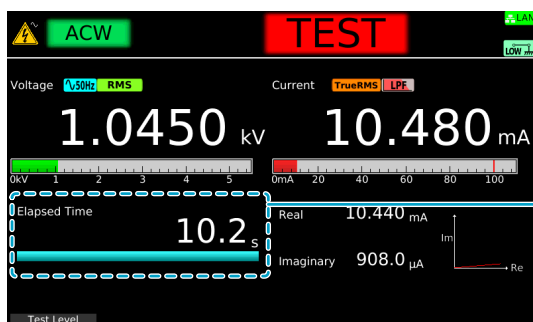 ACW TEST LAN
LOW
Voltage 50Hz RMS Current TrueRMS LPF
1.0450 kV 10.480 mA
0kV 1 2 3 4 5 0mA 20 40 60 80 100
Elapsed Time
10.2 s
Real 10.440 mA
Imaginary 908.0 µA
Im
Re
Test Level